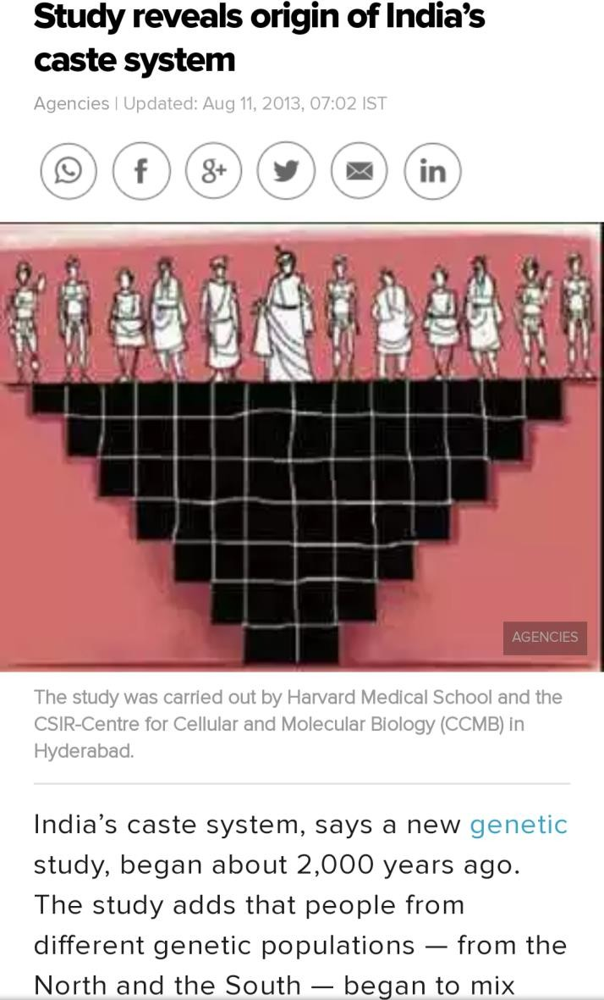 Study reveals origin of India’s
caste system
Agencies | Updated: Aug 11, 2013, 07:02 IST
f
g+
in
AGENCIES
The study was carried out by Harvard Medical School and the
CSIR-Centre for Cellular and Molecular Biology (CCMB) in
Hyderabad.
India’s caste system, says a new genetic
study, began about 2,000 years ago.
The study adds that people from
different genetic populations — from the
North and the South — began to mix